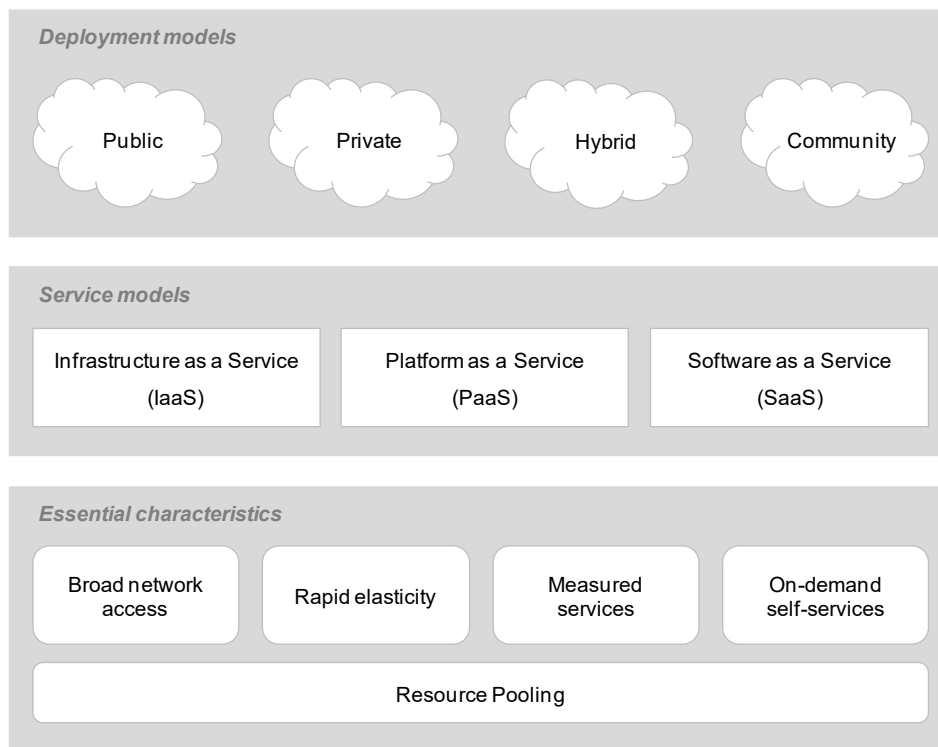 Deployment models
Public
Private
Hybrid
Community
Service models
Infrastructure as a Service
(IaaS)
Platform as a Service
(PaaS)
Software as a Service
(SaaS)
Essential characteristics
Broad network
access
Rapid elasticity
Measured
services
On-demand
self-services
Resource Pooling